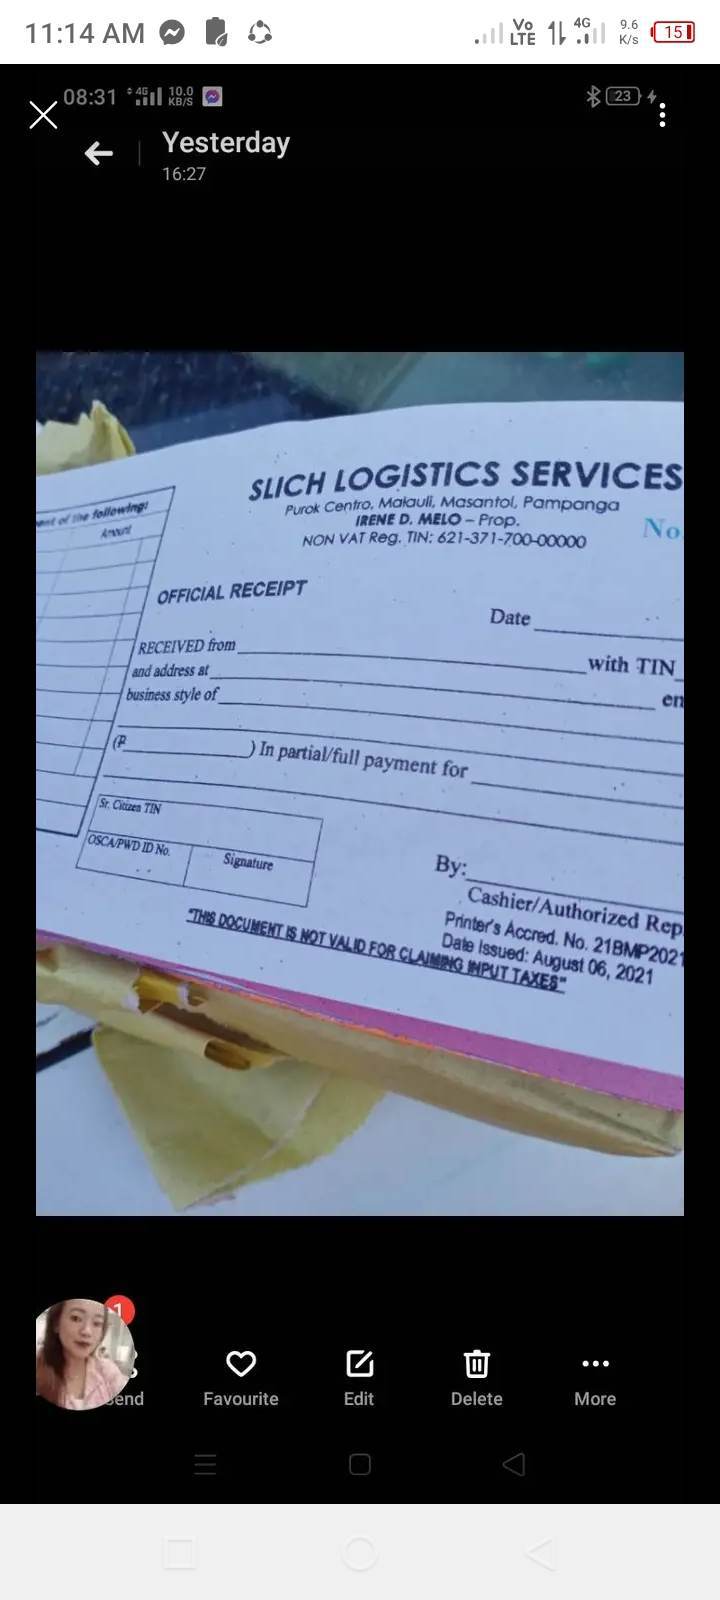 11:14 AM
Vo LTE 4G 9.6 K/s 15
08:31 4G 10.0 KB/S 23
Yesterday
16:27
SLICH LOGISTICS SERVICES
Purok Centro, Malauli, Masantol, Pampanga
IRENE D. MELO – Prop.
NON VAT Reg. TIN: 621-371-700-00000
No.
of the following:
Amount
OFFICIAL RECEIPT
Date
RECEIVED from with TIN
and address at en
business style of
(₱ ) In partial/full payment for
Sr. Citizen TIN
OSCA/PWD ID No.
Signature
By:
Cashier/Authorized Rep
Printer's Accred. No. 21BMP2021
Date Issued: August 06, 2021
"THIS DOCUMENT IS NOT VALID FOR CLAIMING INPUT TAXES"
1
Send
Favourite
Edit
Delete
More